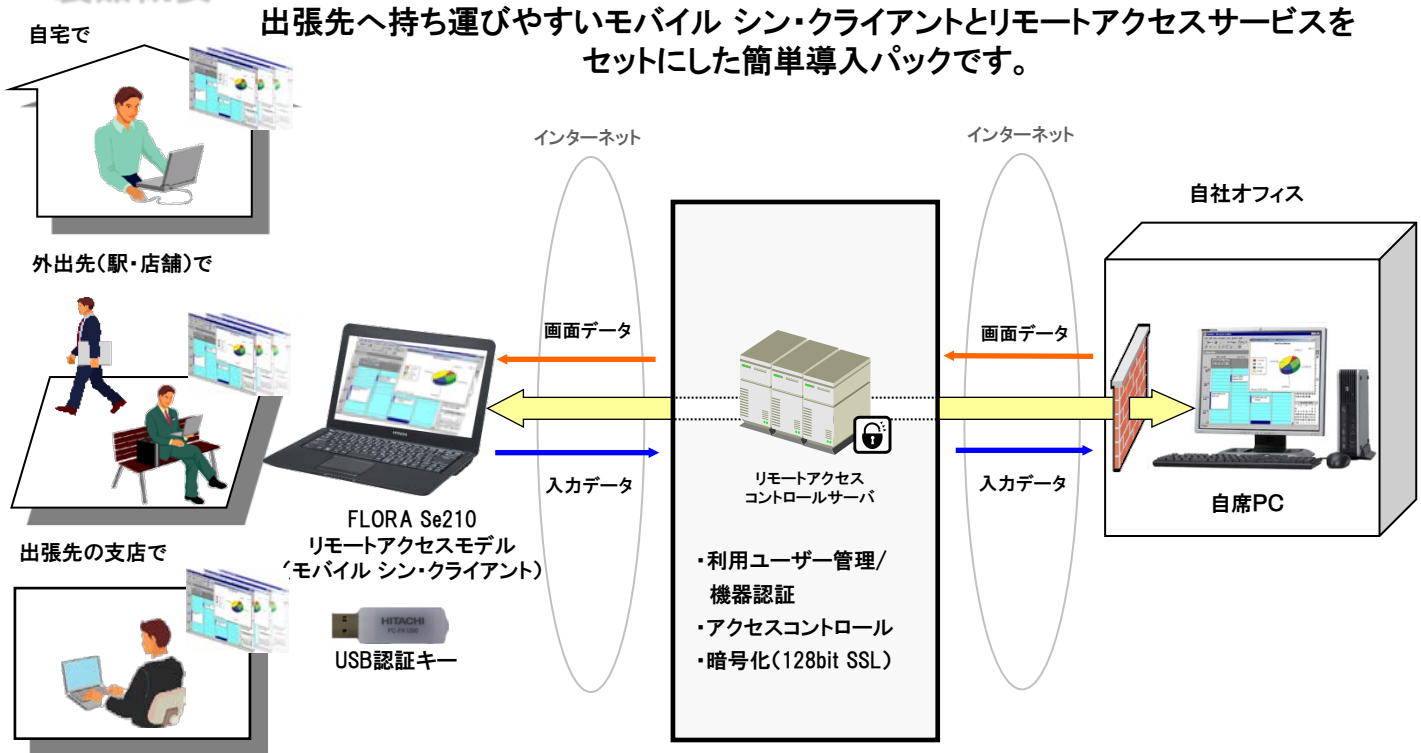 出張先へ持ち運びやすいモバイル シン・クライアントとリモートアクセスサービスを
セットにした簡単導入パックです。
自宅で
外出先(駅・店舗)で
出張先の支店で
インターネット
画面データ
入力データ
HITACHI
FLORA Se210
リモートアクセスモデル
(モバイル シン・クライアント)
HITACHI
USB認証キー
リモートアクセス
コントロールサーバ
・利用ユーザー管理/
機器認証
・アクセスコントロール
・暗号化(128bit SSL)
インターネット
画面データ
入力データ
自社オフィス
自席PC